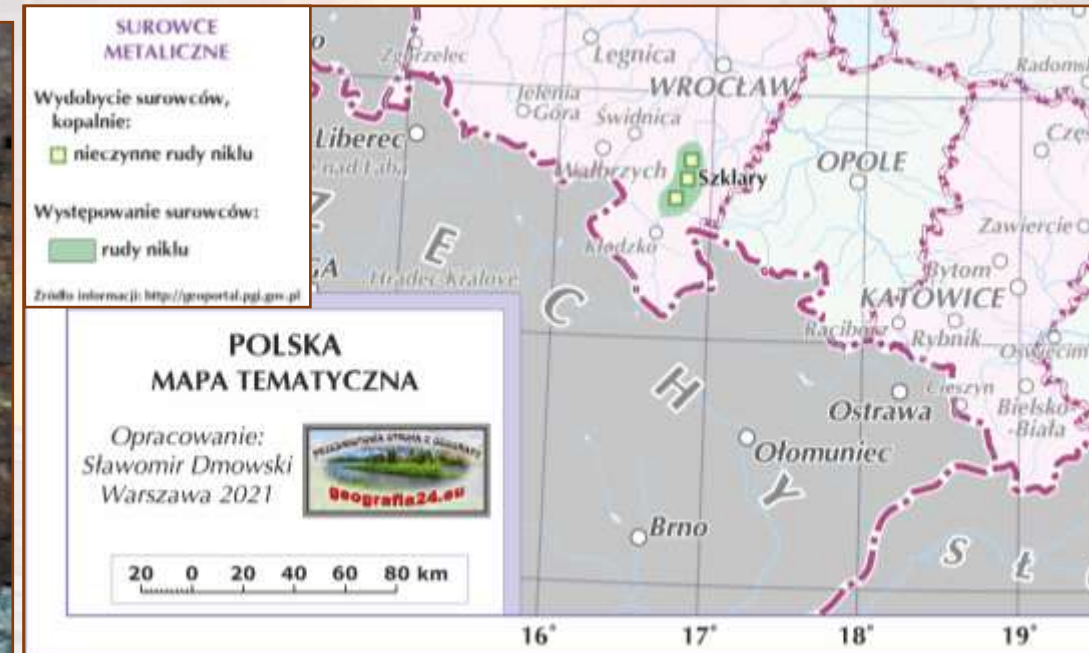 SUROWCE
METALICZNE
Wydobycie surowców,
kopalnie:
nieczynne rudy niklu
Występowanie surowców:
rudy niklu
Źródło informacji: http://geoportal.pgi.gov.pl
POLSKA
MAPA TEMATYCZNA
Opracowanie:
Sławomir Dmowski
Warszawa 2021
geografia24.eu
20 0 20 40 60 80 km
Zgorzelec
Legnica
WROCŁAW
Jelenia
Góra
Świdnica
Liberec
nad Łabą
Wałbrzych
Szklary
OPOLE
Kłodzko
Zawiercie
Hradec Kralove
Bytom
KATOWICE
Racibórz
Rybnik
Oświęcim
Cieszyn
Bielsko
-Biała
Ostrawa
Ołomuniec
Brno
Z
E
C
H
Y
S
t
16°
17°
18°
19°